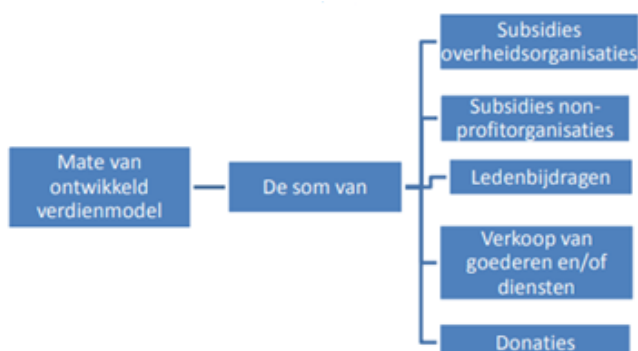 Mate van
ontwikkeld
verdienmodel
De som van
Subsidies
overheidsorganisaties
Subsidies non-
profitorganisaties
Ledenbijdragen
Verkoop van
goederen en/of
diensten
Donaties